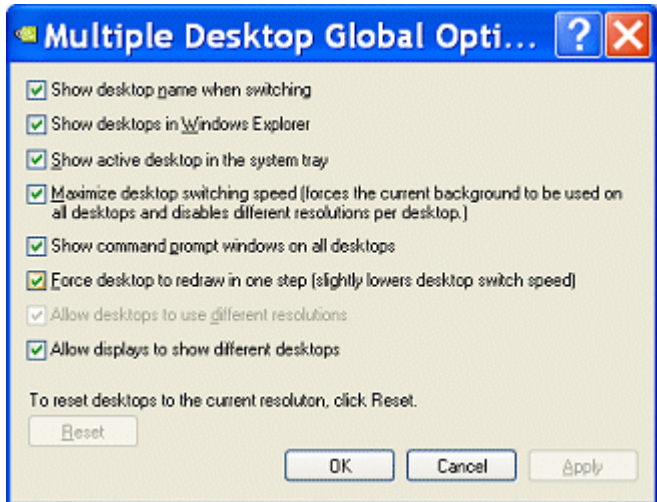 Multiple Desktop Global Opti...
Show desktop name when switching
Show desktops in Windows Explorer
Show active desktop in the system tray
Maximize desktop switching speed (forces the current background to be used on
all desktops and disables different resolutions per desktop.)
Show command prompt windows on all desktops
Force desktop to redraw in one step (slightly lowers desktop switch speed)
Allow desktops to use different resolutions
Allow displays to show different desktops
To reset desktops to the current resoluton, click Reset.
Reset
OK Cancel Apply